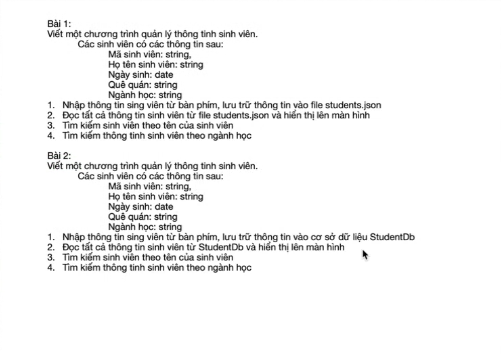 Bài 1:
Viết một chương trình quản lý thông tinh sinh viên.
Các sinh viên có các thông tin sau:
Mã sinh viên: string,
Họ tên sinh viên: string
Ngày sinh: date
Quê quán: string
Ngành học: string
1. Nhập thông tin sing viên từ bàn phím, lưu trữ thông tin vào file students.json
2. Đọc tất cả thông tin sinh viên từ file students.json và hiển thị lên màn hình
3. Tìm kiếm sinh viên theo tên của sinh viên
4. Tìm kiếm thông tinh sinh viên theo ngành học
Bài 2:
Viết một chương trình quản lý thông tinh sinh viên.
Các sinh viên có các thông tin sau:
Mã sinh viên: string,
Họ tên sinh viên: string
Ngày sinh: date
Quê quán: string
Ngành học: string
1. Nhập thông tin sing viên từ bàn phím, lưu trữ thông tin vào cơ sở dữ liệu StudentDb
2. Đọc tất cả thông tin sinh viên từ StudentDb và hiển thị lên màn hình
3. Tìm kiếm sinh viên theo tên của sinh viên
4. Tìm kiếm thông tinh sinh viên theo ngành học